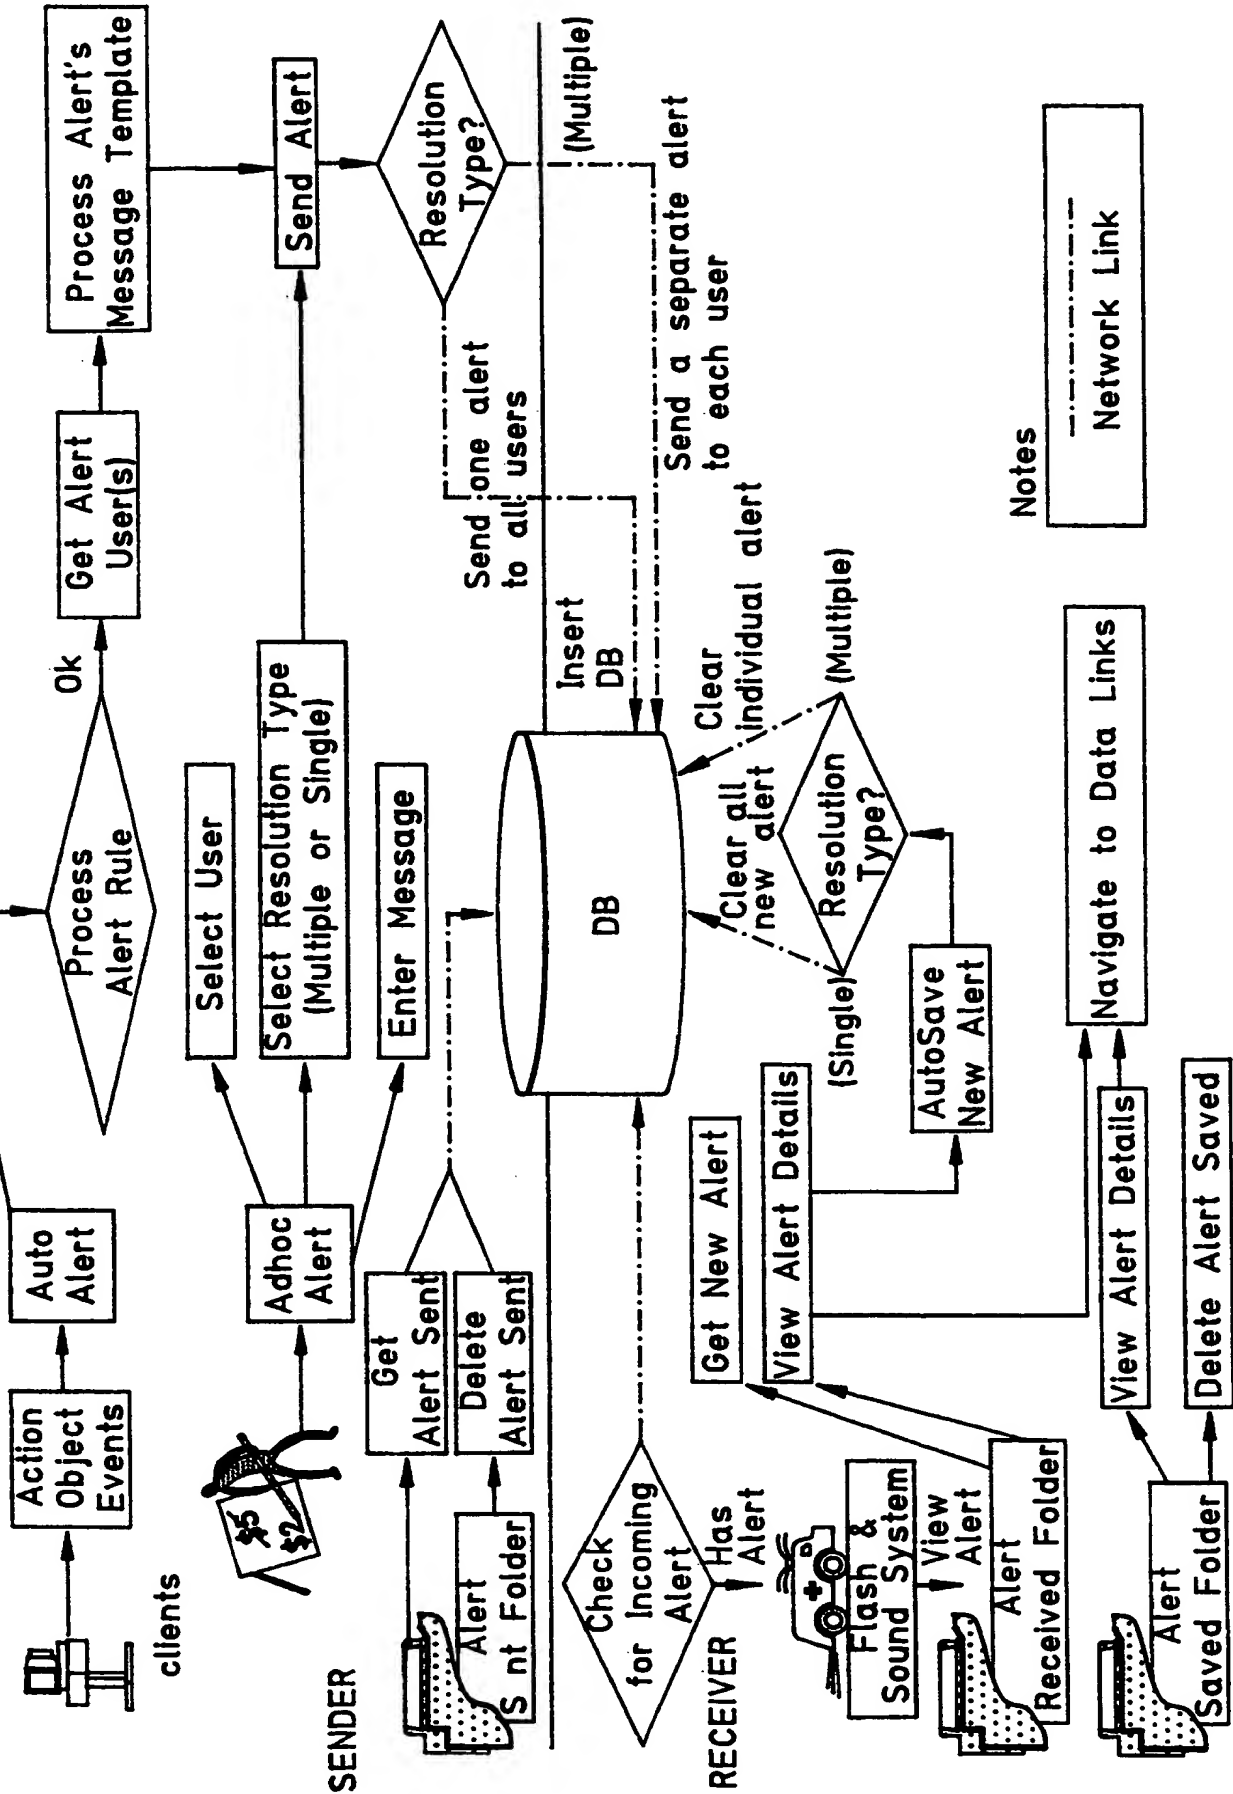 clients
Action
Object
Events
Auto
Alert
Process
Alert Rule
Ok
Get Alert
User(s)
Process Alert's
Message Template
$5
$2
Adhoc
Alert
Select User
Select Resolution Type
(Multiple or Single)
Enter Message
Send Alert
Resolution
Type?
(Multiple)
Send one alert
to all users
Send a separate alert
to each user
SENDER
Get
Alert Sent
Delete
Alert Sent
Alert
S nt Folder
Insert
DB
DB
RECEIVER
Check
for Incoming
Alert
Has
Alert
Flash &
Sound System
View
Alert
Alert
Received Folder
Get New Alert
View Alert Details
AutoSave
New Alert
Resolution
Type?
(Single)
(Multiple)
Clear all
new alert
Clear
individual alert
Alert
Saved Folder
View Alert Details
Delete Alert Saved
Navigate to Data Links
Notes
Network Link